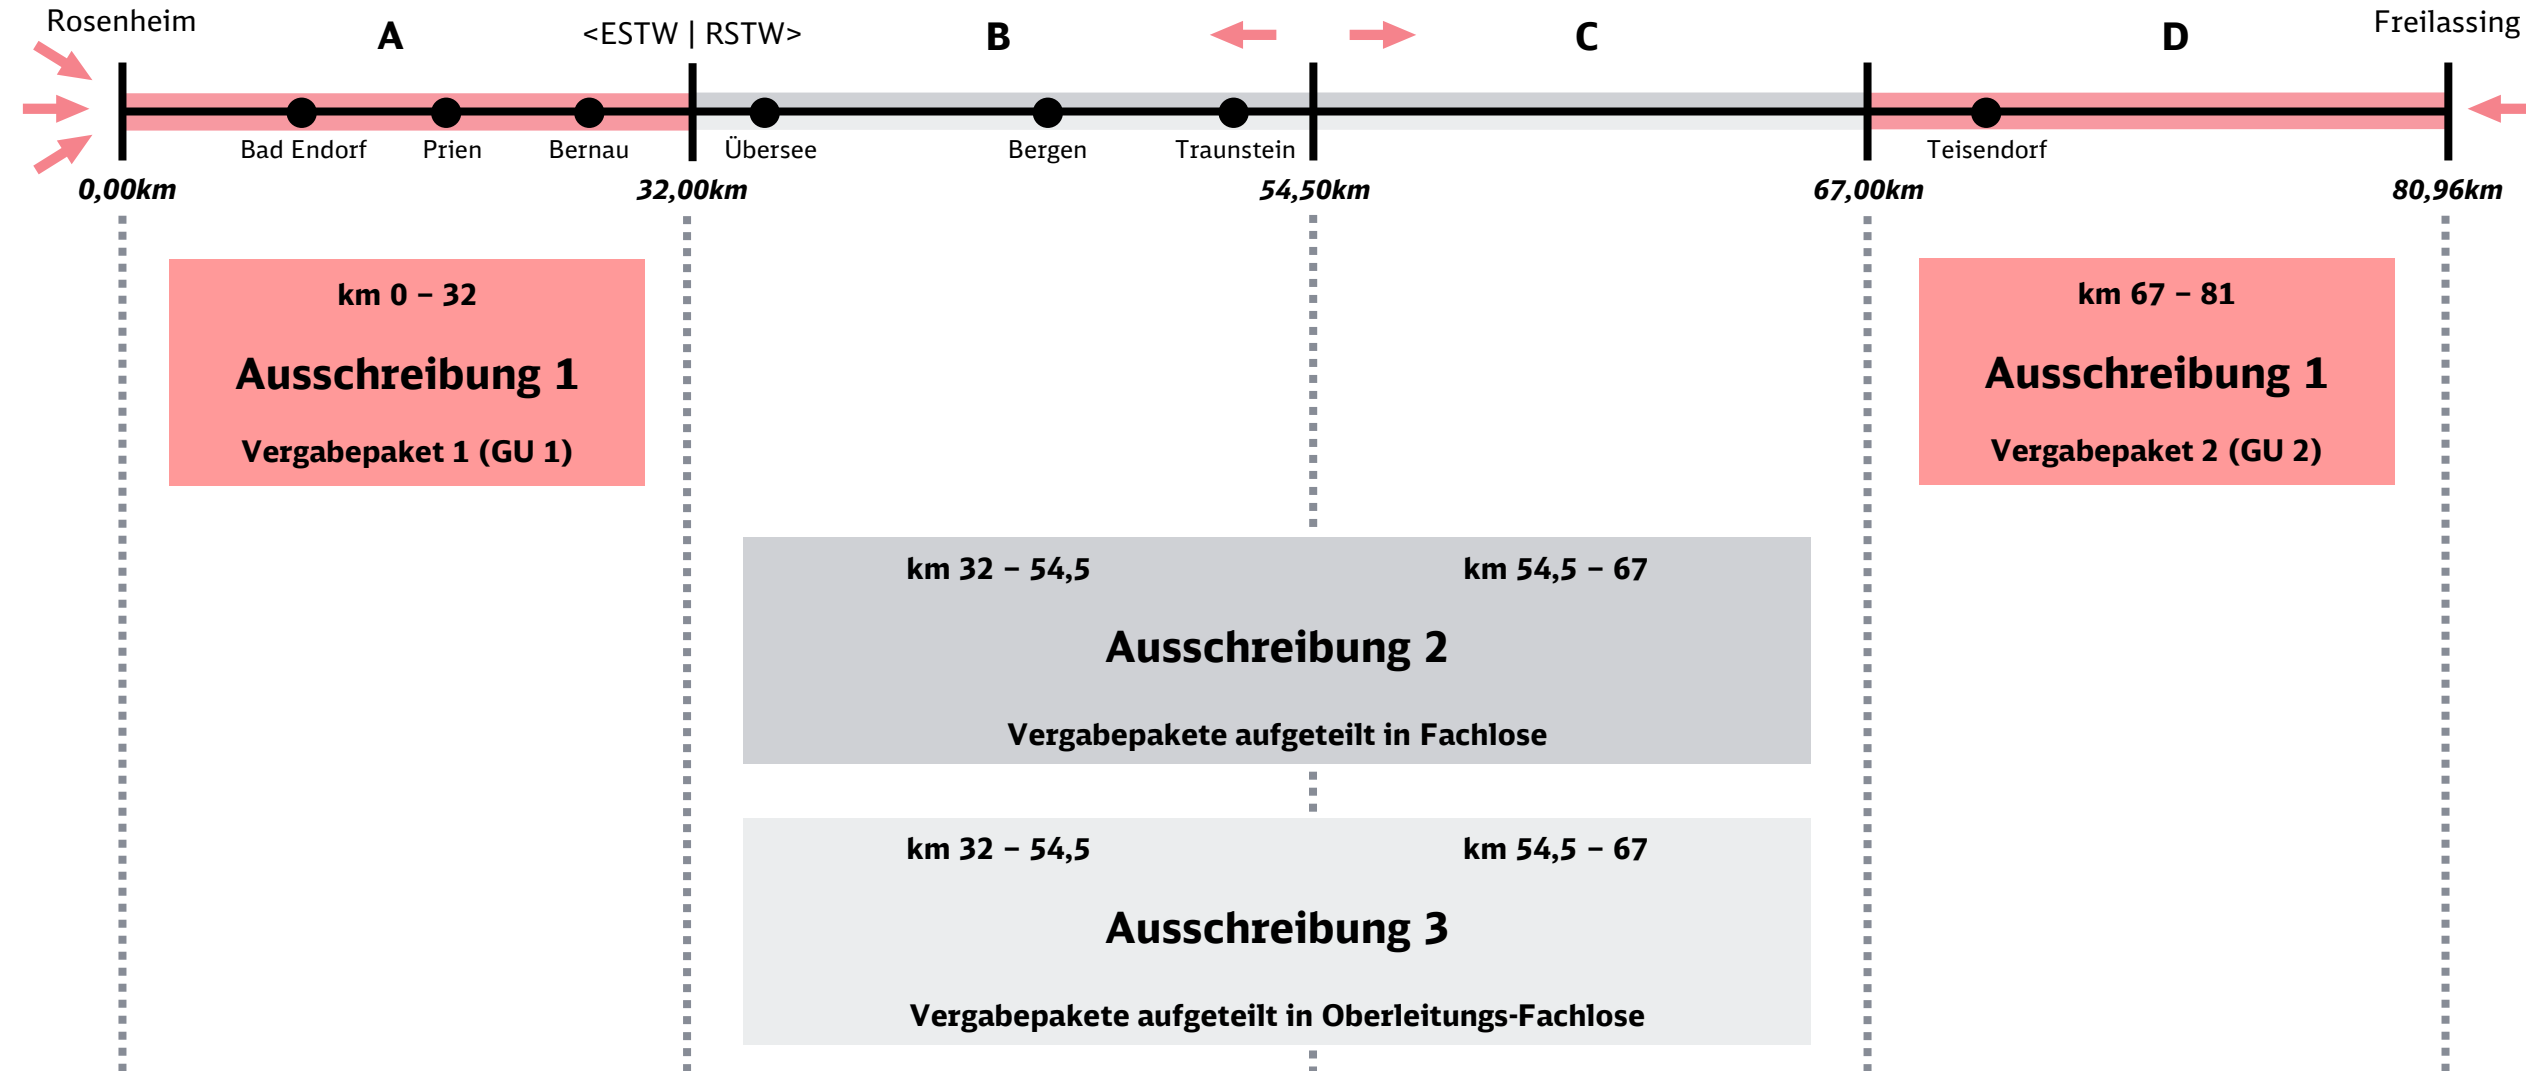 Rosenheim
A
<ESTW | RSTW>
B
C
D
Freilassing
Bad Endorf
Prien
Bernau
Übersee
Bergen
Traunstein
Teisendorf
0,00km
32,00km
54,50km
67,00km
80,96km
km 0 – 32
Ausschreibung 1
Vergabepaket 1 (GU 1)
km 67 – 81
Ausschreibung 1
Vergabepaket 2 (GU 2)
km 32 – 54,5
km 54,5 – 67
Ausschreibung 2
Vergabepakete aufgeteilt in Fachlose
km 32 – 54,5
km 54,5 – 67
Ausschreibung 3
Vergabepakete aufgeteilt in Oberleitungs-Fachlose